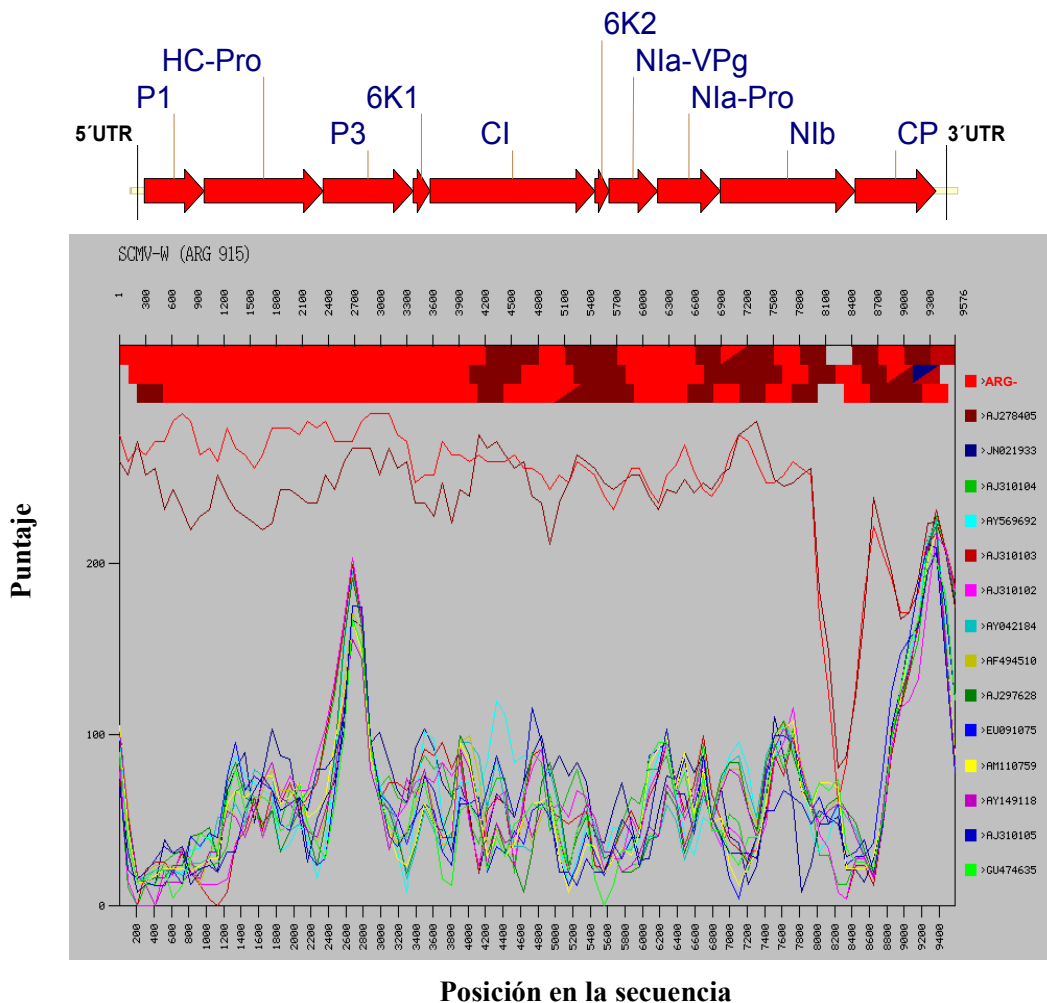 6K2
HC-Pro
NIa-VPg
P1
6K1
NIa-Pro
5´UTR
P3
CI
NIb
CP
3´UTR
SCMV-W (ARG 915)
1 300 600 900 1200 1500 1800 2100 2400 2700 3000 3300 3600 3900 4200 4500 4800 5100 5400 5700 6000 6300 6600 6900 7200 7500 7800 8100 8400 8700 9000 9300 9576
>ARG-
>AJ278405
>JN021933
>AJ310104
>AY569692
>AJ310103
>AJ310102
>AY042184
>AF494510
>AJ297628
>EU091075
>AM110759
>AY149118
>AJ310105
>GU474635
Puntaje
200
100
0
200 400 600 800 1000 1200 1400 1600 1800 2000 2200 2400 2600 2800 3000 3200 3400 3600 3800 4000 4200 4400 4600 4800 5000 5200 5400 5600 5800 6000 6200 6400 6600 6800 7000 7200 7400 7600 7800 8000 8200 8400 8600 8800 9000 9200 9400
Posición en la secuencia